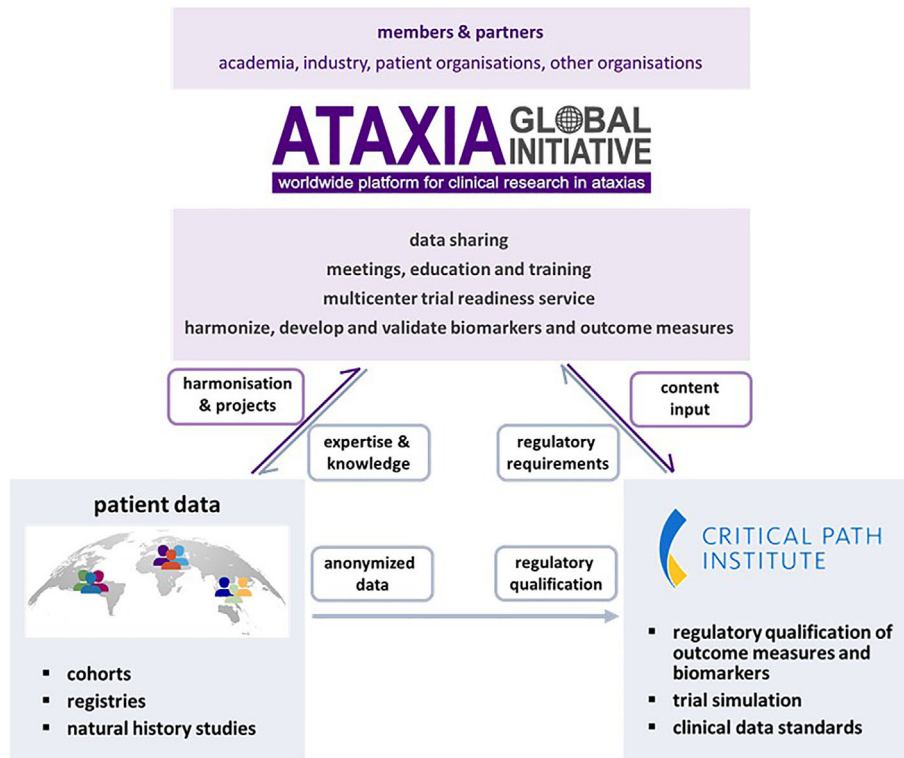 members & partners
academia, industry, patient organisations, other organisations
ATAXIA GLOBAL INITIATIVE
worldwide platform for clinical research in ataxias
data sharing
meetings, education and training
multicenter trial readiness service
harmonize, develop and validate biomarkers and outcome measures
harmonisation
& projects
content
input
expertise &
knowledge
regulatory
requirements
patient data
anonymized
data
regulatory
qualification
CRITICAL PATH
INSTITUTE
▪ cohorts
▪ registries
▪ natural history studies
▪ regulatory qualification of
outcome measures and
biomarkers
▪ trial simulation
▪ clinical data standards